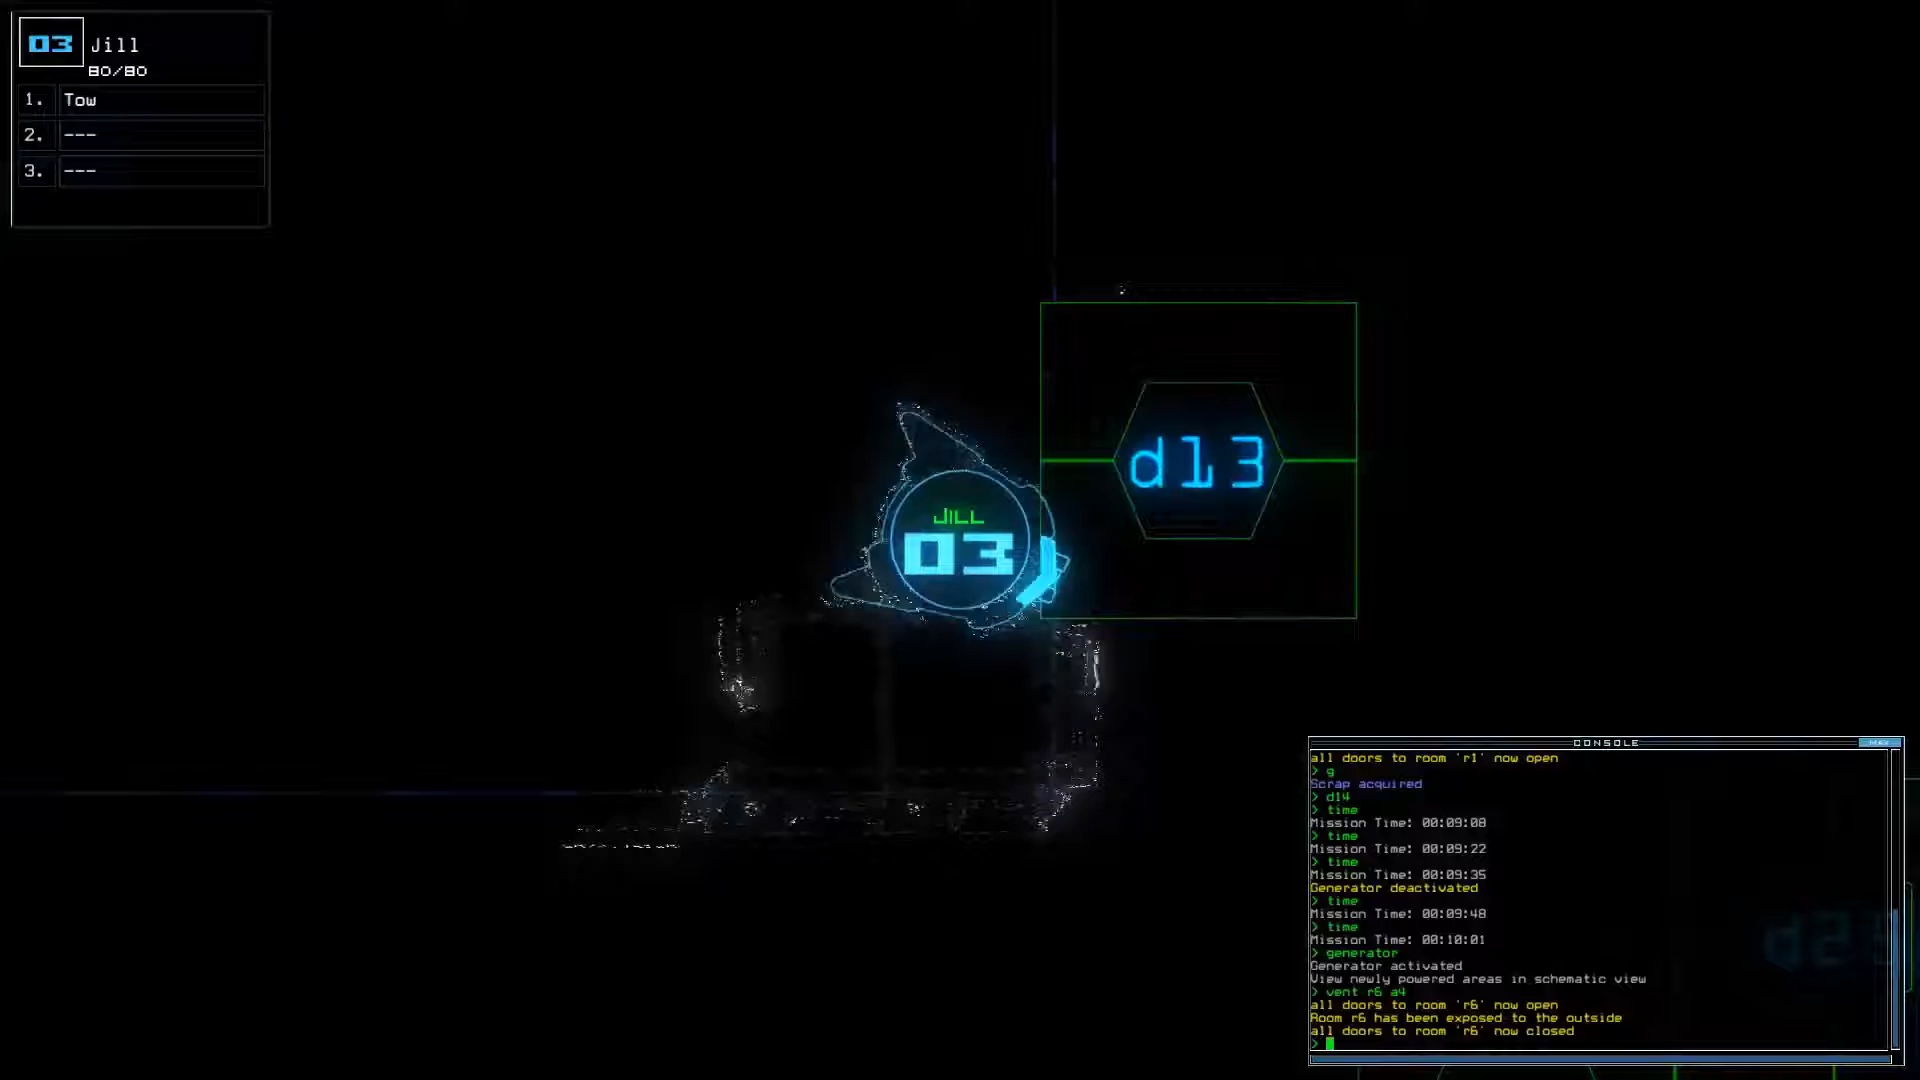 03 Jill
80/80
1. Tow
2. ---
3. ---
d13
JILL
03
CONSOLE
all doors to room 'r1' now open
> g
Scrap acquired
> d14
> time
Mission Time: 00:09:08
> time
Mission Time: 00:09:22
> time
Mission Time: 00:09:35
Generator deactivated
> time
Mission Time: 00:09:48
> time
Mission Time: 00:10:01
> generator
Generator activated
View newly powered areas in schematic view
> vent r6 a4
all doors to room 'r6' now open
Room r6 has been exposed to the outside
all doors to room 'r6' now closed
>